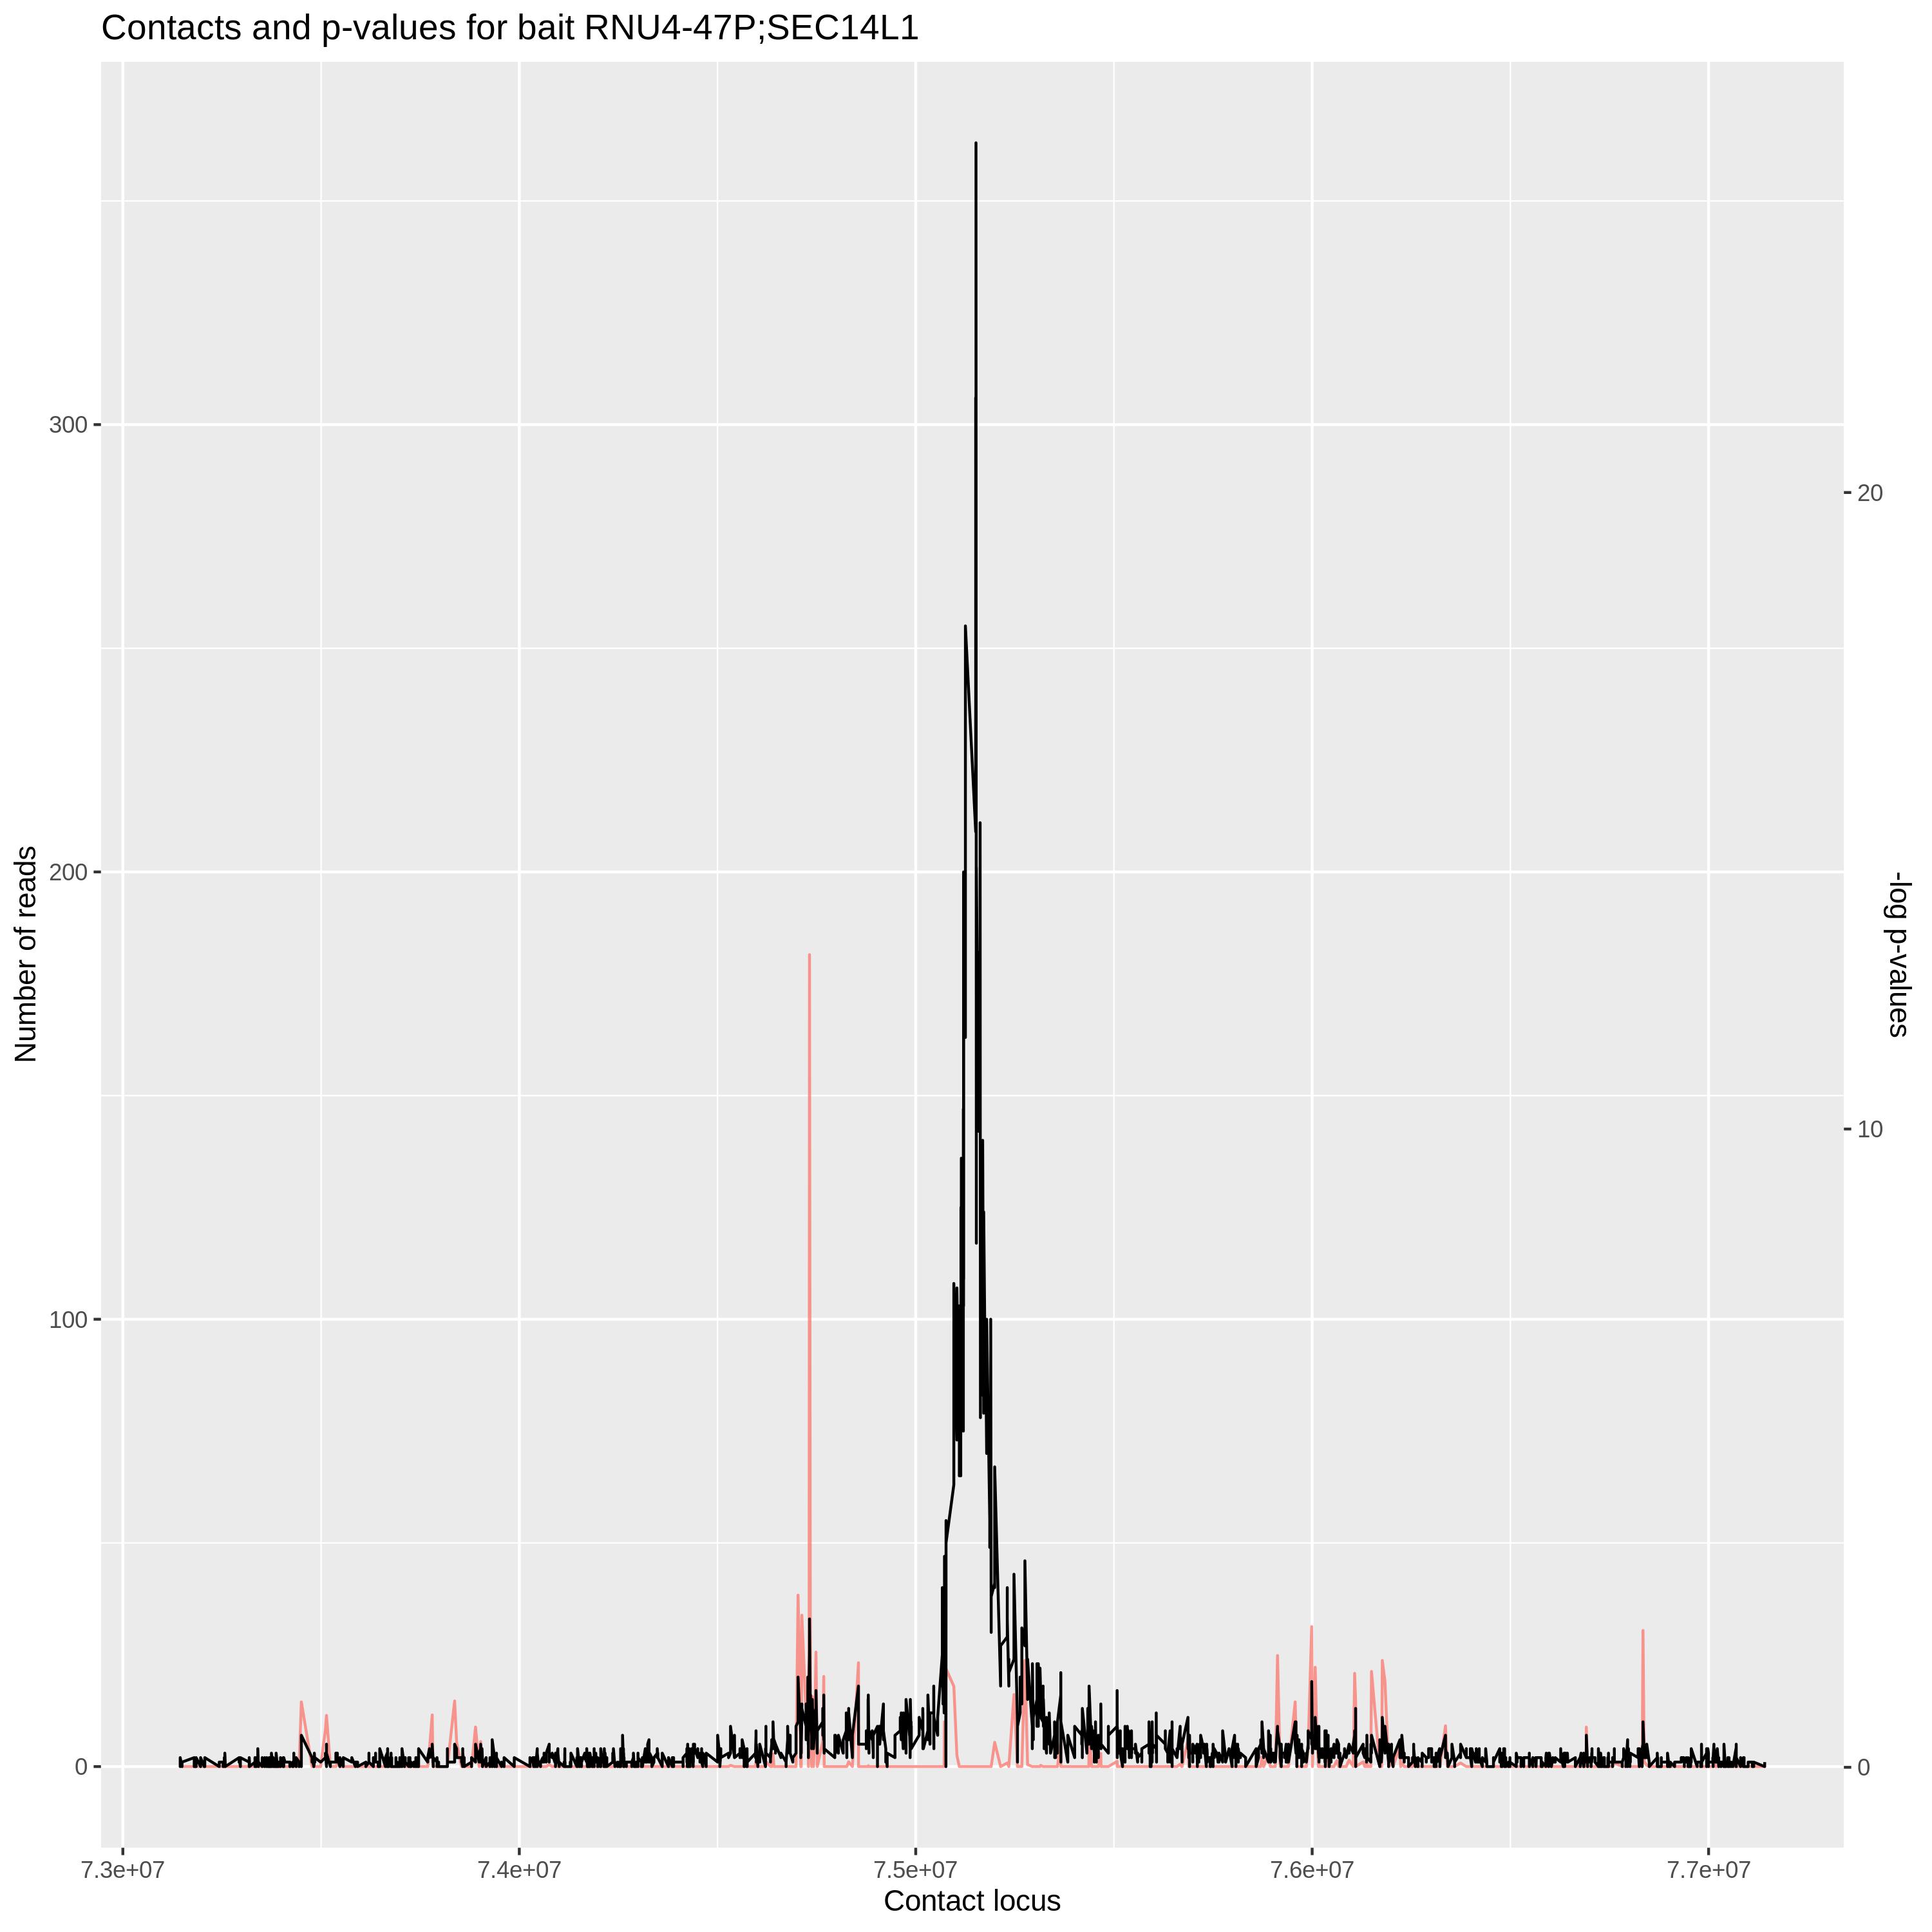 Contacts and p-values for bait RNU4-47P;SEC14L1
300
200
100
0
Number of reads
20
10
0
-log p-values
7.3e+07
7.4e+07
7.5e+07
7.6e+07
7.7e+07
Contact locus